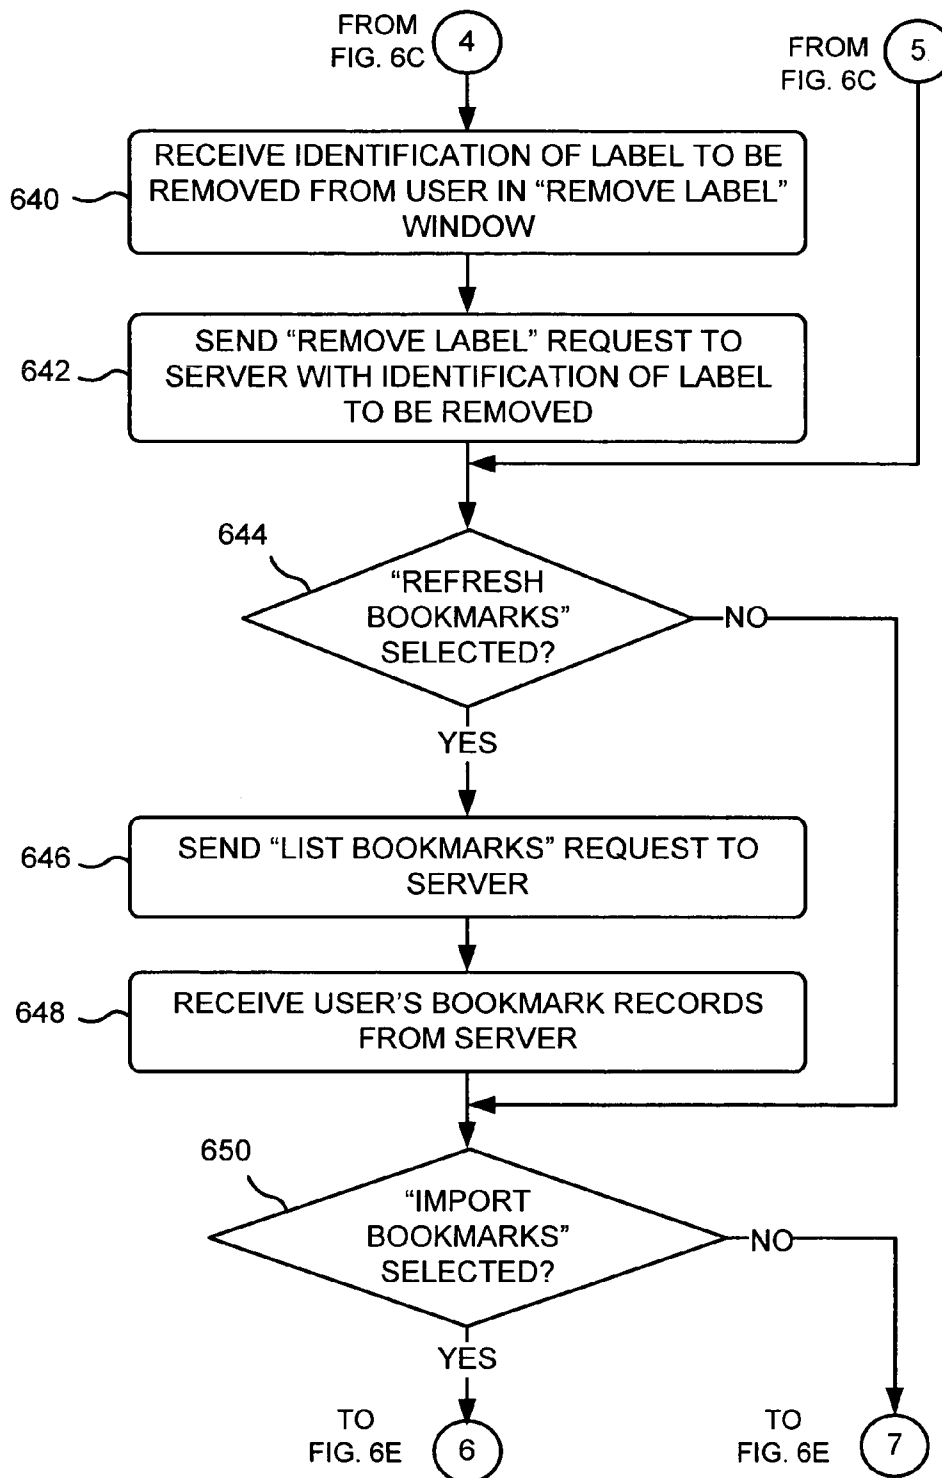 FROM
FIG. 6C
4
FROM
FIG. 6C
5
RECEIVE IDENTIFICATION OF LABEL TO BE
REMOVED FROM USER IN “REMOVE LABEL”
WINDOW
640
SEND “REMOVE LABEL” REQUEST TO
SERVER WITH IDENTIFICATION OF LABEL
TO BE REMOVED
642
644
“REFRESH
BOOKMARKS”
SELECTED?
NO
YES
SEND “LIST BOOKMARKS” REQUEST TO
SERVER
646
RECEIVE USER’S BOOKMARK RECORDS
FROM SERVER
648
650
“IMPORT
BOOKMARKS”
SELECTED?
NO
YES
TO
FIG. 6E
6
TO
FIG. 6E
7